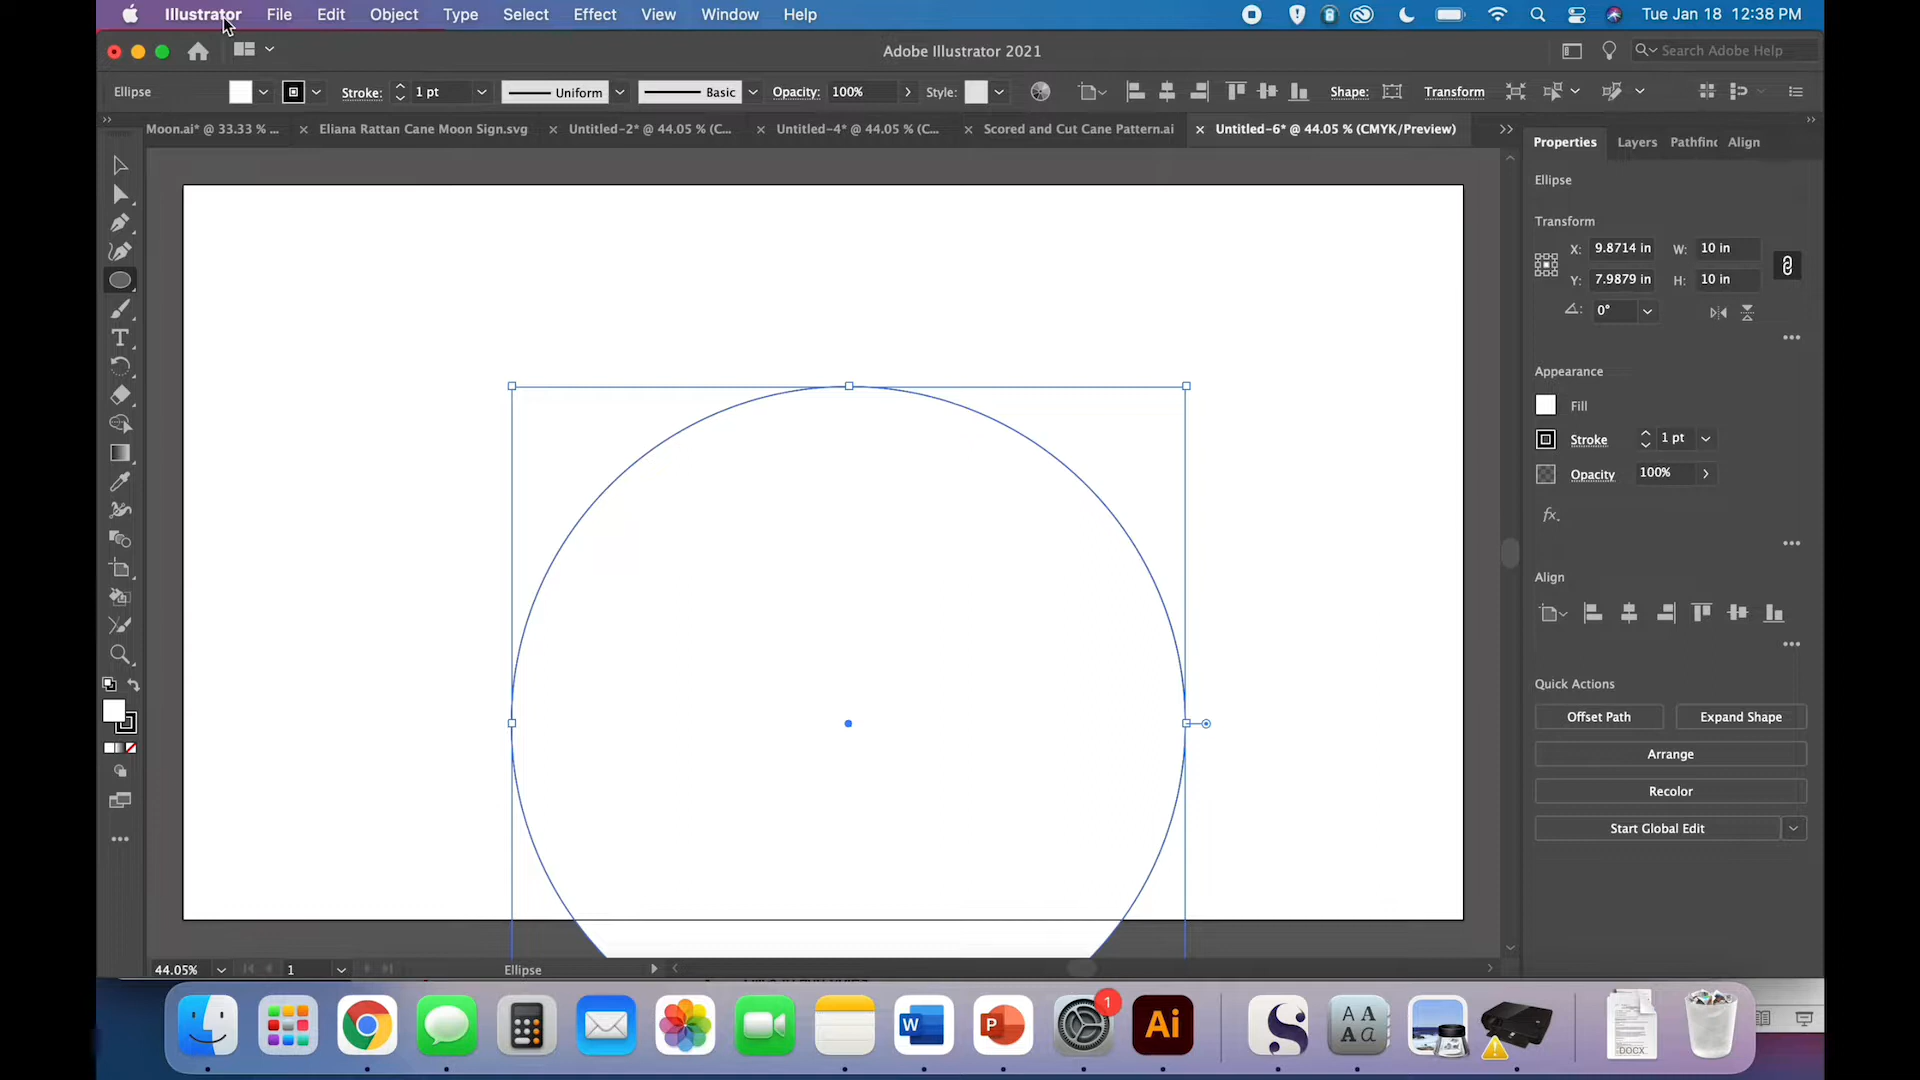 Illustrator File Edit Object Type Select Effect View Window Help Tue Jan 18 12:38 PM
Adobe Illustrator 2021 Search Adobe Help
Ellipse Stroke: 1 pt Uniform Basic Opacity: 100% Style: Shape: Transform
Moon.ai* @ 33.33 % ... Eliana Rattan Cane Moon Sign.svg Untitled-2* @ 44.05 % (C... Untitled-4* @ 44.05 % (C... Scored and Cut Cane Pattern.ai Untitled-6* @ 44.05 % (CMYK/Preview)
Properties Layers Pathfinc Align
Ellipse
Transform
X: 9.8714 in W: 10 in
Y: 7.9879 in H: 10 in
0°
Appearance
Fill
Stroke 1 pt
Opacity 100%
fx.
Align
Quick Actions
Offset Path Expand Shape
Arrange
Recolor
Start Global Edit
44.05% 1 Ellipse
1
W P Ai
A A
A a
DOCX